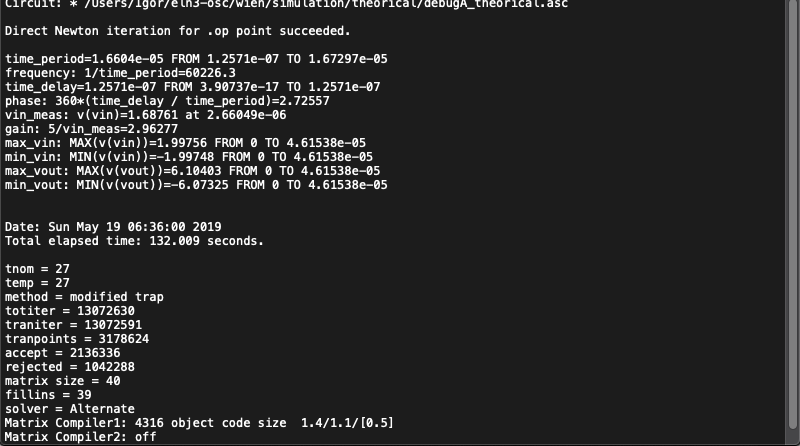 Circuit: * /Users/Igor/eln3-osc/wien/simulation/theorical/debugA_theorical.asc
Direct Newton iteration for .op point succeeded.
time_period=1.6604e-05 FROM 1.2571e-07 TO 1.67297e-05
frequency: 1/time_period=60226.3
time_delay=1.2571e-07 FROM 3.90737e-17 TO 1.2571e-07
phase: 360*(time_delay / time_period)=2.72557
vin_meas: v(vin)=1.68761 at 2.66049e-06
gain: 5/vin_meas=2.96277
max_vin: MAX(v(vin))=1.99756 FROM 0 TO 4.61538e-05
min_vin: MIN(v(vin))=-1.99748 FROM 0 TO 4.61538e-05
max_vout: MAX(v(vout))=6.10403 FROM 0 TO 4.61538e-05
min_vout: MIN(v(vout))=-6.07325 FROM 0 TO 4.61538e-05
Date: Sun May 19 06:36:00 2019
Total elapsed time: 132.009 seconds.
tnom = 27
temp = 27
method = modified trap
totiter = 13072630
traniter = 13072591
tranpoints = 3178624
accept = 2136336
rejected = 1042288
matrix size = 40
fillins = 39
solver = Alternate
Matrix Compiler1: 4316 object code size  1.4/1.1/[0.5]
Matrix Compiler2: off